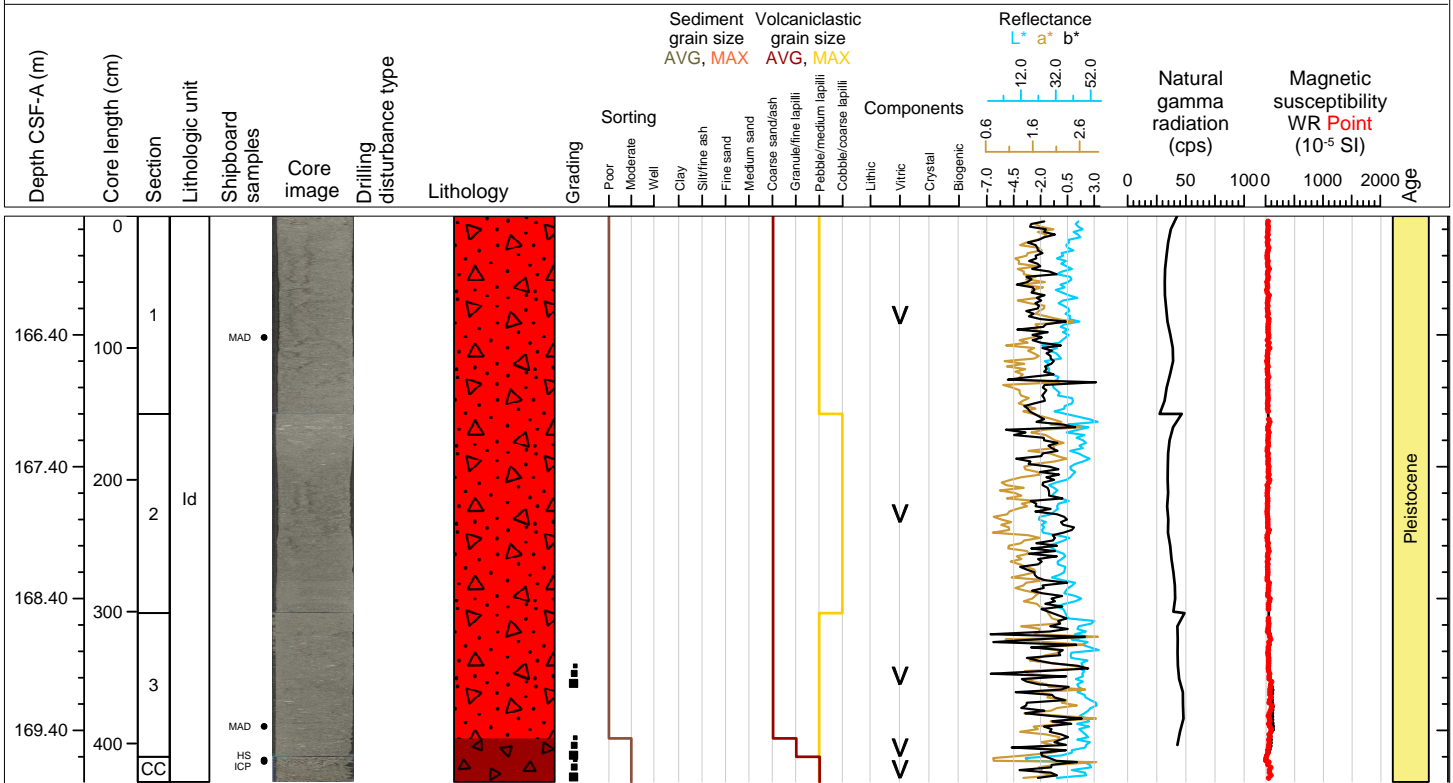 Depth CSF-A (m)
Core length (cm)
Section
Lithologic unit
Shipboard
samples
Core
image
Drilling
disturbance type
Lithology
Grading
Sorting
Poor
Moderate
Well
Sediment
grain size
AVG, MAX
Volcaniclastic
grain size
AVG, MAX
Clay
Silt/fine ash
Fine sand
Medium sand
Coarse sand/ash
Granule/fine lapilli
Pebble/medium lapilli
Cobble/coarse lapilli
Components
Lithic
Vitric
Crystal
Biogenic
Reflectance
L* a* b*
12.0 32.0 52.0
0.6 1.6 2.6
−7.0 −4.5 −2.0 0.5 3.0
Natural
gamma
radiation
(cps)
0 50 100
Magnetic
susceptibility
WR Point
(10⁻⁵ SI)
0 1000 2000
Age
0
1
V
166.40
MAD
100
167.40
200
Id
2
V
Pleistocene
168.40
300
3
V
169.40
MAD
400
V
HS
ICP
CC
V